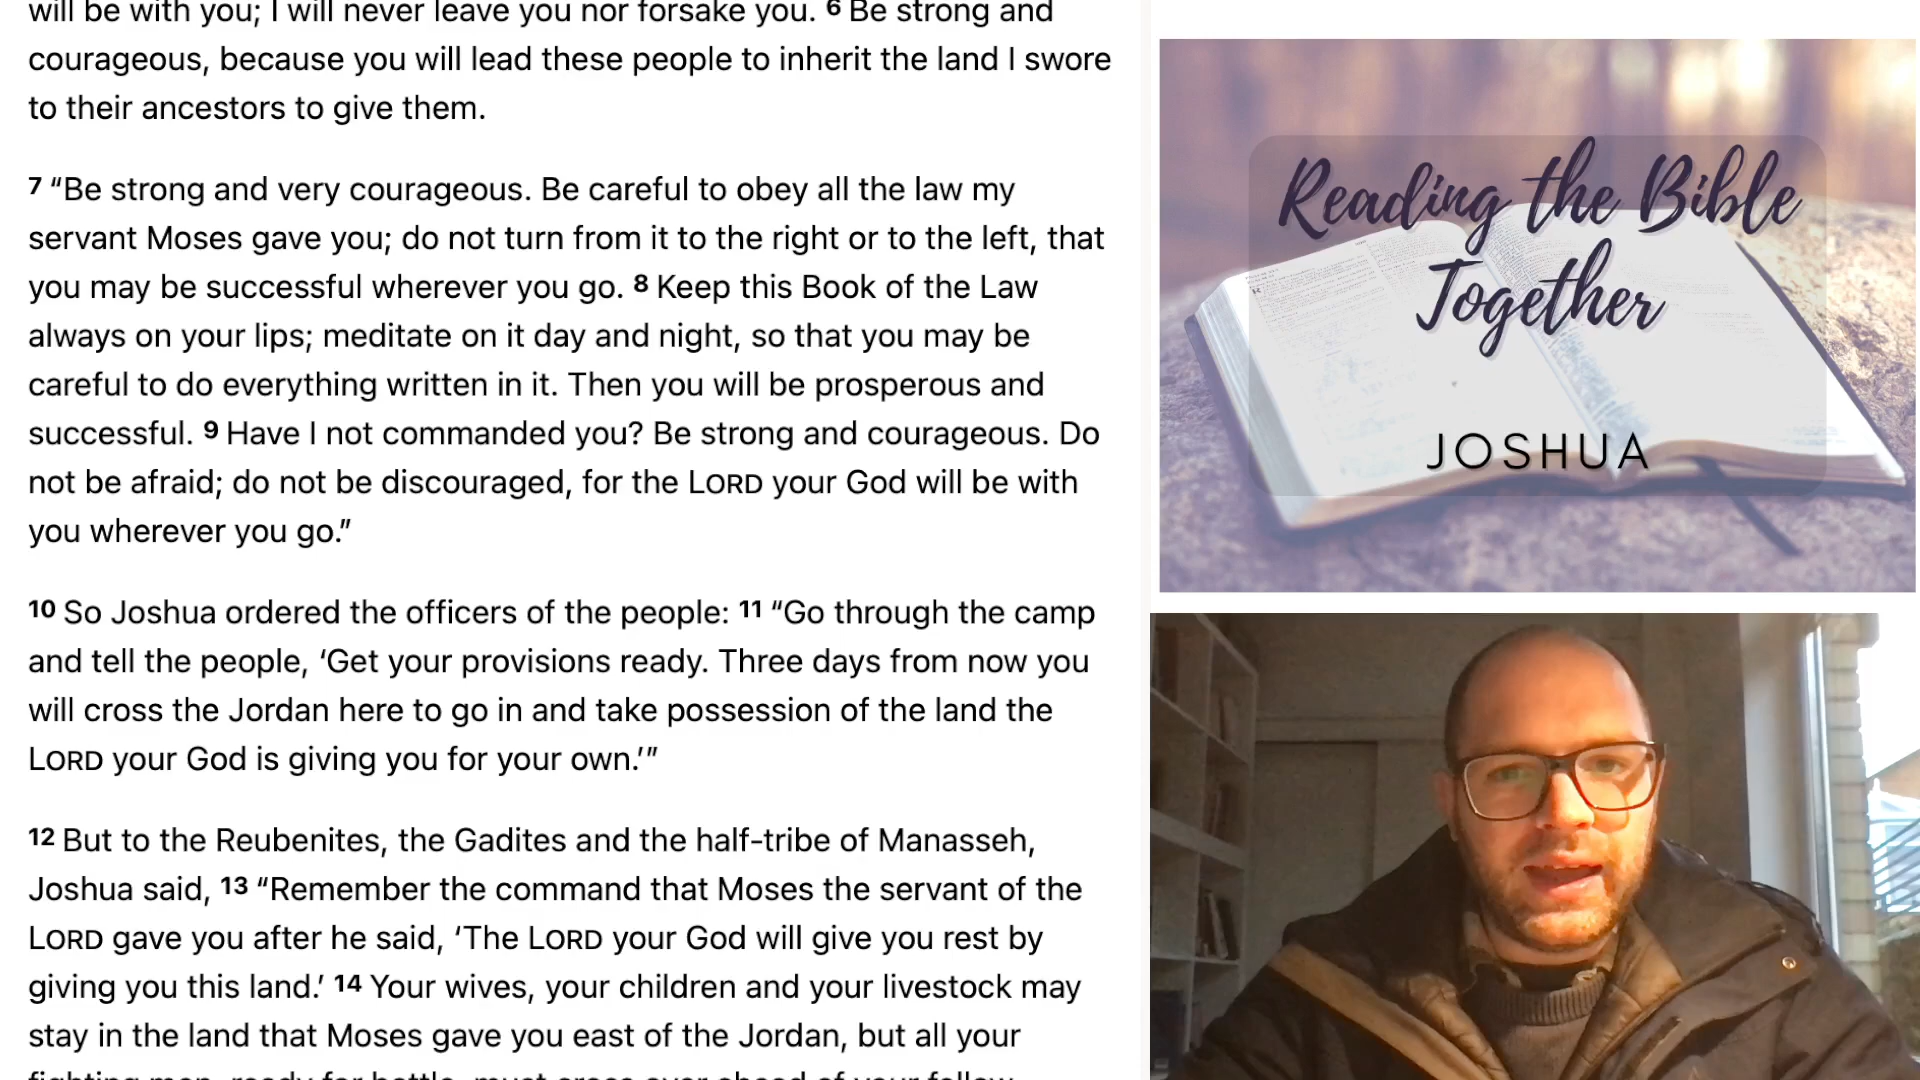 will be with you; I will never leave you nor forsake you. 6 Be strong and
courageous, because you will lead these people to inherit the land I swore
to their ancestors to give them.
7 “Be strong and very courageous. Be careful to obey all the law my
servant Moses gave you; do not turn from it to the right or to the left, that
you may be successful wherever you go. 8 Keep this Book of the Law
always on your lips; meditate on it day and night, so that you may be
careful to do everything written in it. Then you will be prosperous and
successful. 9 Have I not commanded you? Be strong and courageous. Do
not be afraid; do not be discouraged, for the LORD your God will be with
you wherever you go.”
10 So Joshua ordered the officers of the people: 11 “Go through the camp
and tell the people, ‘Get your provisions ready. Three days from now you
will cross the Jordan here to go in and take possession of the land the
LORD your God is giving you for your own.’”
12 But to the Reubenites, the Gadites and the half-tribe of Manasseh,
Joshua said, 13 “Remember the command that Moses the servant of the
LORD gave you after he said, ‘The LORD your God will give you rest by
giving you this land.’ 14 Your wives, your children and your livestock may
stay in the land that Moses gave you east of the Jordan, but all your
fighting men, ready for battle, must cross over ahead of your fellow
Reading the Bible
Together
JOSHUA